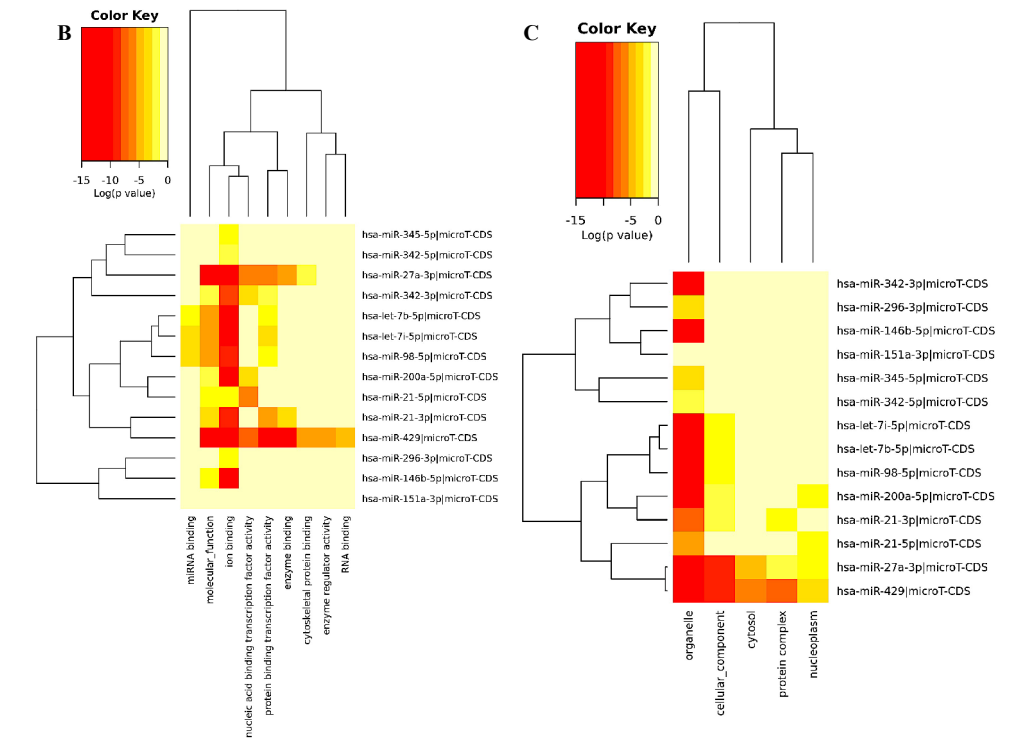 B
Color Key
-15 -10 -5 0
Log(p value)
hsa-miR-345-5p|microT-CDS
hsa-miR-342-5p|microT-CDS
hsa-miR-27a-3p|microT-CDS
hsa-miR-342-3p|microT-CDS
hsa-let-7b-5p|microT-CDS
hsa-let-7i-5p|microT-CDS
hsa-miR-98-5p|microT-CDS
hsa-miR-200a-5p|microT-CDS
hsa-miR-21-5p|microT-CDS
hsa-miR-21-3p|microT-CDS
hsa-miR-429|microT-CDS
hsa-miR-296-3p|microT-CDS
hsa-miR-146b-5p|microT-CDS
hsa-miR-151a-3p|microT-CDS
miRNA binding
molecular_function
ion binding
nucleic acid binding transcription factor activity
protein binding transcription factor activity
enzyme binding
cytoskeletal protein binding
enzyme regulator activity
RNA binding
C
Color Key
-15 -5 0
Log(p value)
hsa-miR-342-3p|microT-CDS
hsa-miR-296-3p|microT-CDS
hsa-miR-146b-5p|microT-CDS
hsa-miR-151a-3p|microT-CDS
hsa-miR-345-5p|microT-CDS
hsa-miR-342-5p|microT-CDS
hsa-let-7i-5p|microT-CDS
hsa-let-7b-5p|microT-CDS
hsa-miR-98-5p|microT-CDS
hsa-miR-200a-5p|microT-CDS
hsa-miR-21-3p|microT-CDS
hsa-miR-21-5p|microT-CDS
hsa-miR-27a-3p|microT-CDS
hsa-miR-429|microT-CDS
organelle
cellular_component
cytosol
protein complex
nucleoplasm